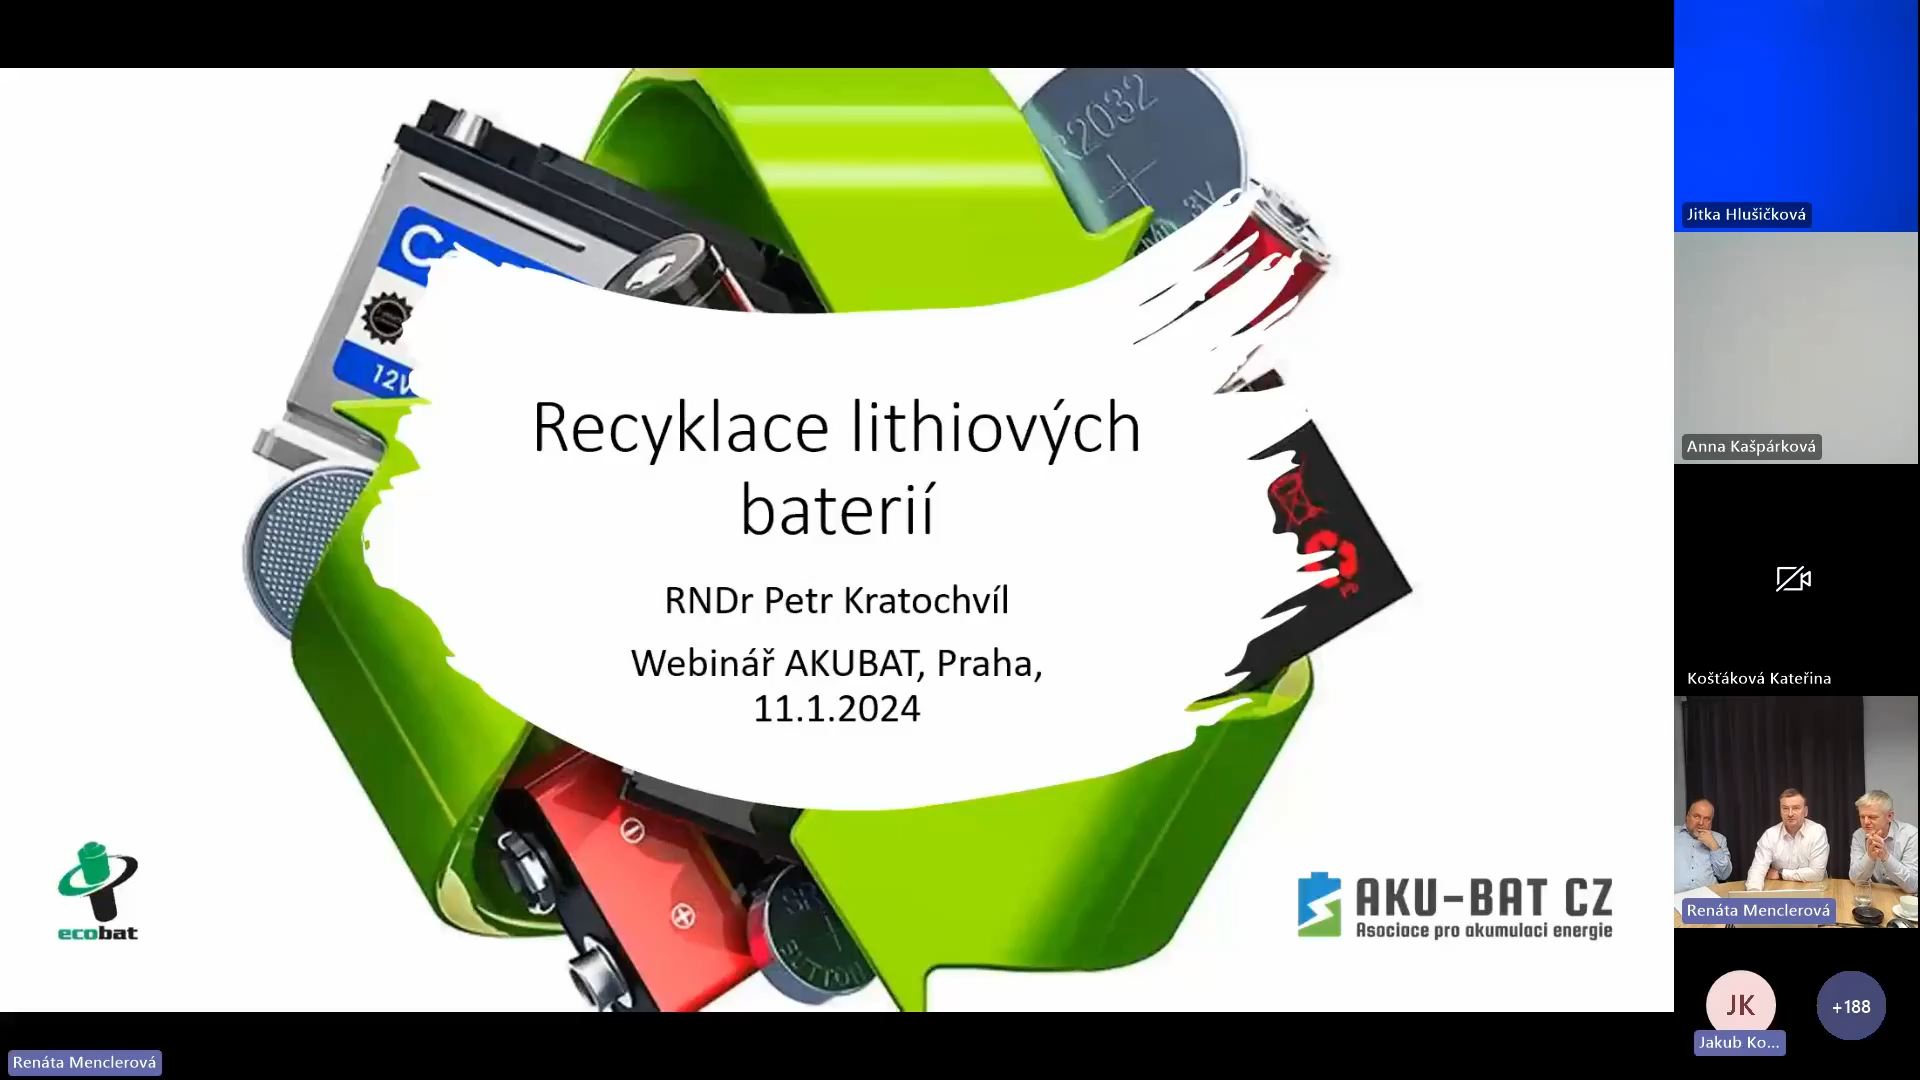 R2032
3V
12V
Recyklace lithiových
baterií
RNDr Petr Kratochvíl
Webinář AKUBAT, Praha,
11.1.2024
ecobat
AKU-BAT CZ
Asociace pro akumulaci energie
Renáta Menclerová
Jitka Hlušičková
Anna Kašpárková
Košťáková Kateřina
Renáta Menclerová
JK
+188
Jakub Ko...